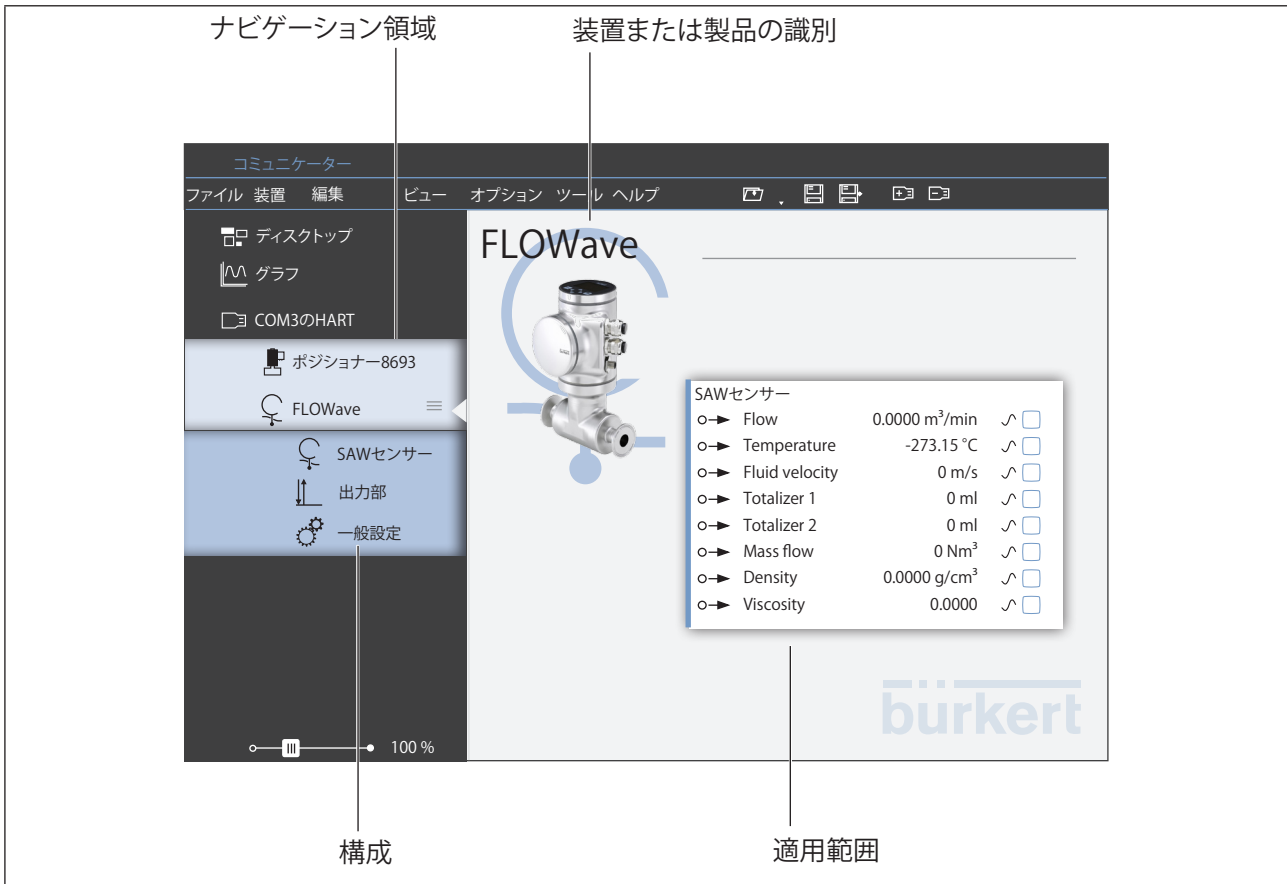 ナビゲーション領域
装置または製品の識別
コミュニケーター
ファイル 装置 編集 ビュー オプション ツール ヘルプ
ディスクトップ
グラフ
COM3のHART
ポジショナー8693
FLOWave
SAWセンサー
出力部
一般設定
100 %
FLOWave
SAWセンサー
Flow 0.0000 m³/min
Temperature -273.15 °C
Fluid velocity 0 m/s
Totalizer 1 0 ml
Totalizer 2 0 ml
Mass flow 0 Nm³
Density 0.0000 g/cm³
Viscosity 0.0000
bürkert
構成
適用範囲